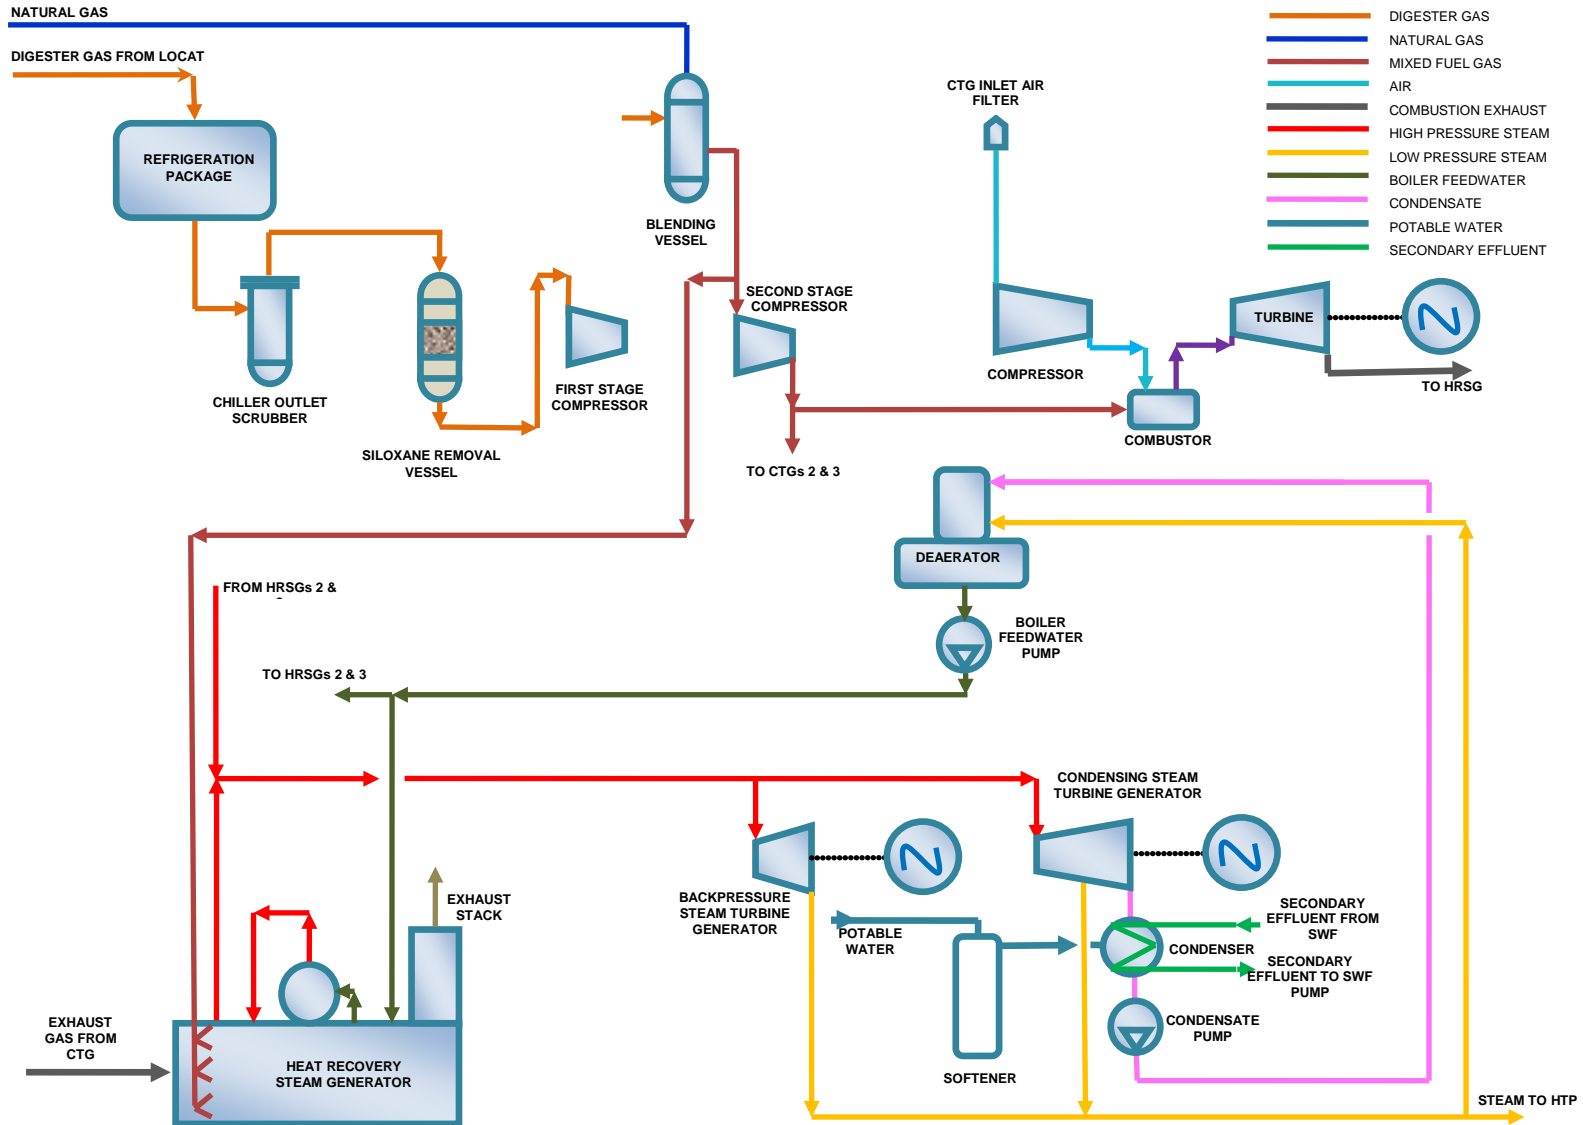 NATURAL GAS
DIGESTER GAS FROM LOCAT
REFRIGERATION
PACKAGE
CHILLER OUTLET
SCRUBBER
SILOXANE REMOVAL
VESSEL
FIRST STAGE
COMPRESSOR
BLENDING
VESSEL
SECOND STAGE
COMPRESSOR
TO CTGs 2 & 3
CTG INLET AIR
FILTER
COMPRESSOR
COMBUSTOR
TURBINE
TO HRSG
DIGESTER GAS
NATURAL GAS
MIXED FUEL GAS
AIR
COMBUSTION EXHAUST
HIGH PRESSURE STEAM
LOW PRESSURE STEAM
BOILER FEEDWATER
CONDENSATE
POTABLE WATER
SECONDARY EFFLUENT
DEAERATOR
BOILER
FEEDWATER
PUMP
FROM HRSGs 2 &
TO HRSGs 2 & 3
CONDENSING STEAM
TURBINE GENERATOR
BACKPRESSURE
STEAM TURBINE
GENERATOR
POTABLE
WATER
SOFTENER
SECONDARY
EFFLUENT FROM
SWF
CONDENSER
SECONDARY
EFFLUENT TO SWF
PUMP
CONDENSATE
PUMP
EXHAUST
STACK
EXHAUST
GAS FROM
CTG
HEAT RECOVERY
STEAM GENERATOR
STEAM TO HTP